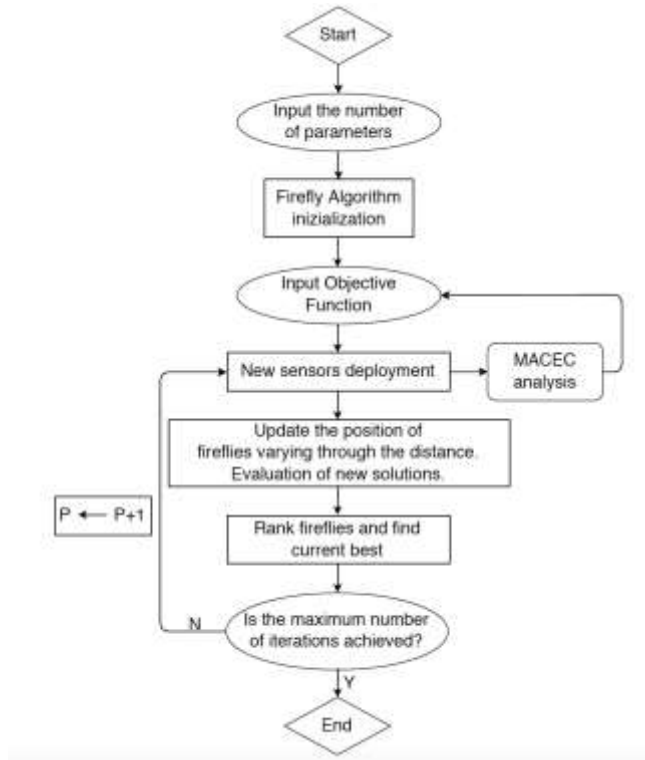 Start
Input the number
of parameters
Firefly Algorithm
inizialization
Input Objective
Function
New sensors deployment
MACEC
analysis
Update the position of
fireflies varying through the distance.
Evaluation of new solutions.
P ← P+1
Rank fireflies and find
current best
Is the maximum number
of iterations achieved?
N
Y
End